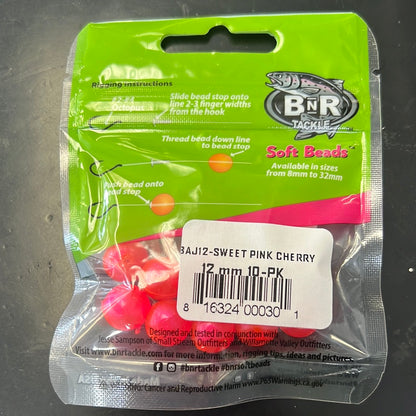 Rigging Instructions
Octopus
Slide bead stop onto
line 2-3 finger widths
from the hook
Thread bead down line
to bead stop
Push bead onto
bead stop
BnR
TACKLE
Soft Beads
Available in sizes
from 8mm to 32mm
BAJ12-SWEET PINK CHERRY
12 mm 10-PK
8 16324 00030 1
Designed and tested in conjunction with
Jesse Sampson of Small Stream Outfitters and Willamette Valley Outfitters
Visit www.bnrtackle.com for more information, rigging tips, ideas and pictures
#bnrtackle #bnrsoftbeads
Cancer and Reproductive Harm www.P65Warnings.ca.gov